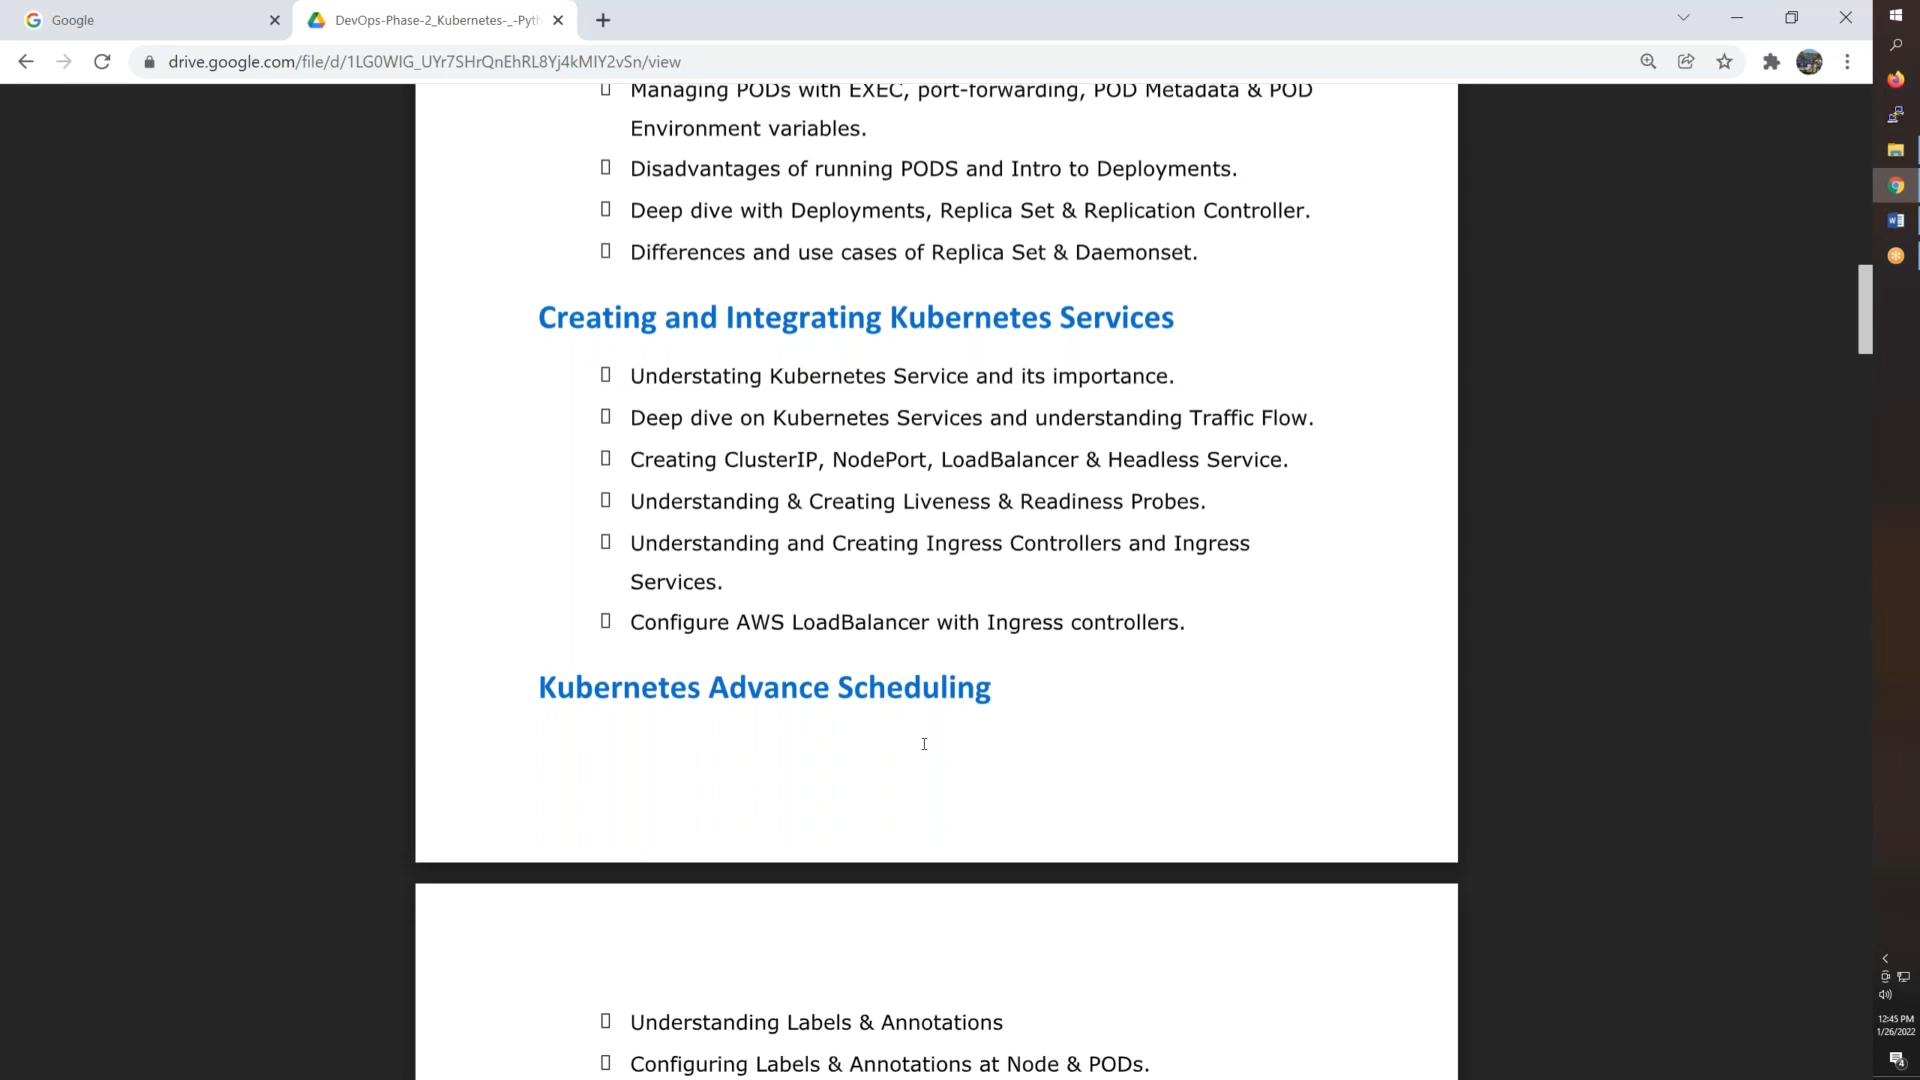 Google
DevOps-Phase-2_Kubernetes-_-Pyth
drive.google.com/file/d/1LG0WIG_UYr7SHrQnEhRL8Yj4kMIY2vSn/view
Managing PODs with EXEC, port-forwarding, POD Metadata & POD
Environment variables.
Disadvantages of running PODS and Intro to Deployments.
Deep dive with Deployments, Replica Set & Replication Controller.
Differences and use cases of Replica Set & Daemonset.
Creating and Integrating Kubernetes Services
Understating Kubernetes Service and its importance.
Deep dive on Kubernetes Services and understanding Traffic Flow.
Creating ClusterIP, NodePort, LoadBalancer & Headless Service.
Understanding & Creating Liveness & Readiness Probes.
Understanding and Creating Ingress Controllers and Ingress
Services.
Configure AWS LoadBalancer with Ingress controllers.
Kubernetes Advance Scheduling
Understanding Labels & Annotations
Configuring Labels & Annotations at Node & PODs.
12:45 PM
1/26/2022
4